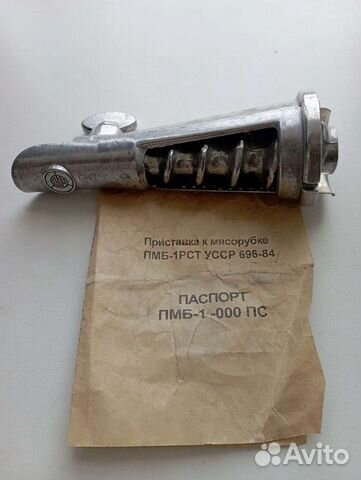 Приставка к мясорубке
ПМБ-1РСТ УССР 696-84
ПАСПОРТ
ПМБ-1 -000 ПС
Avito